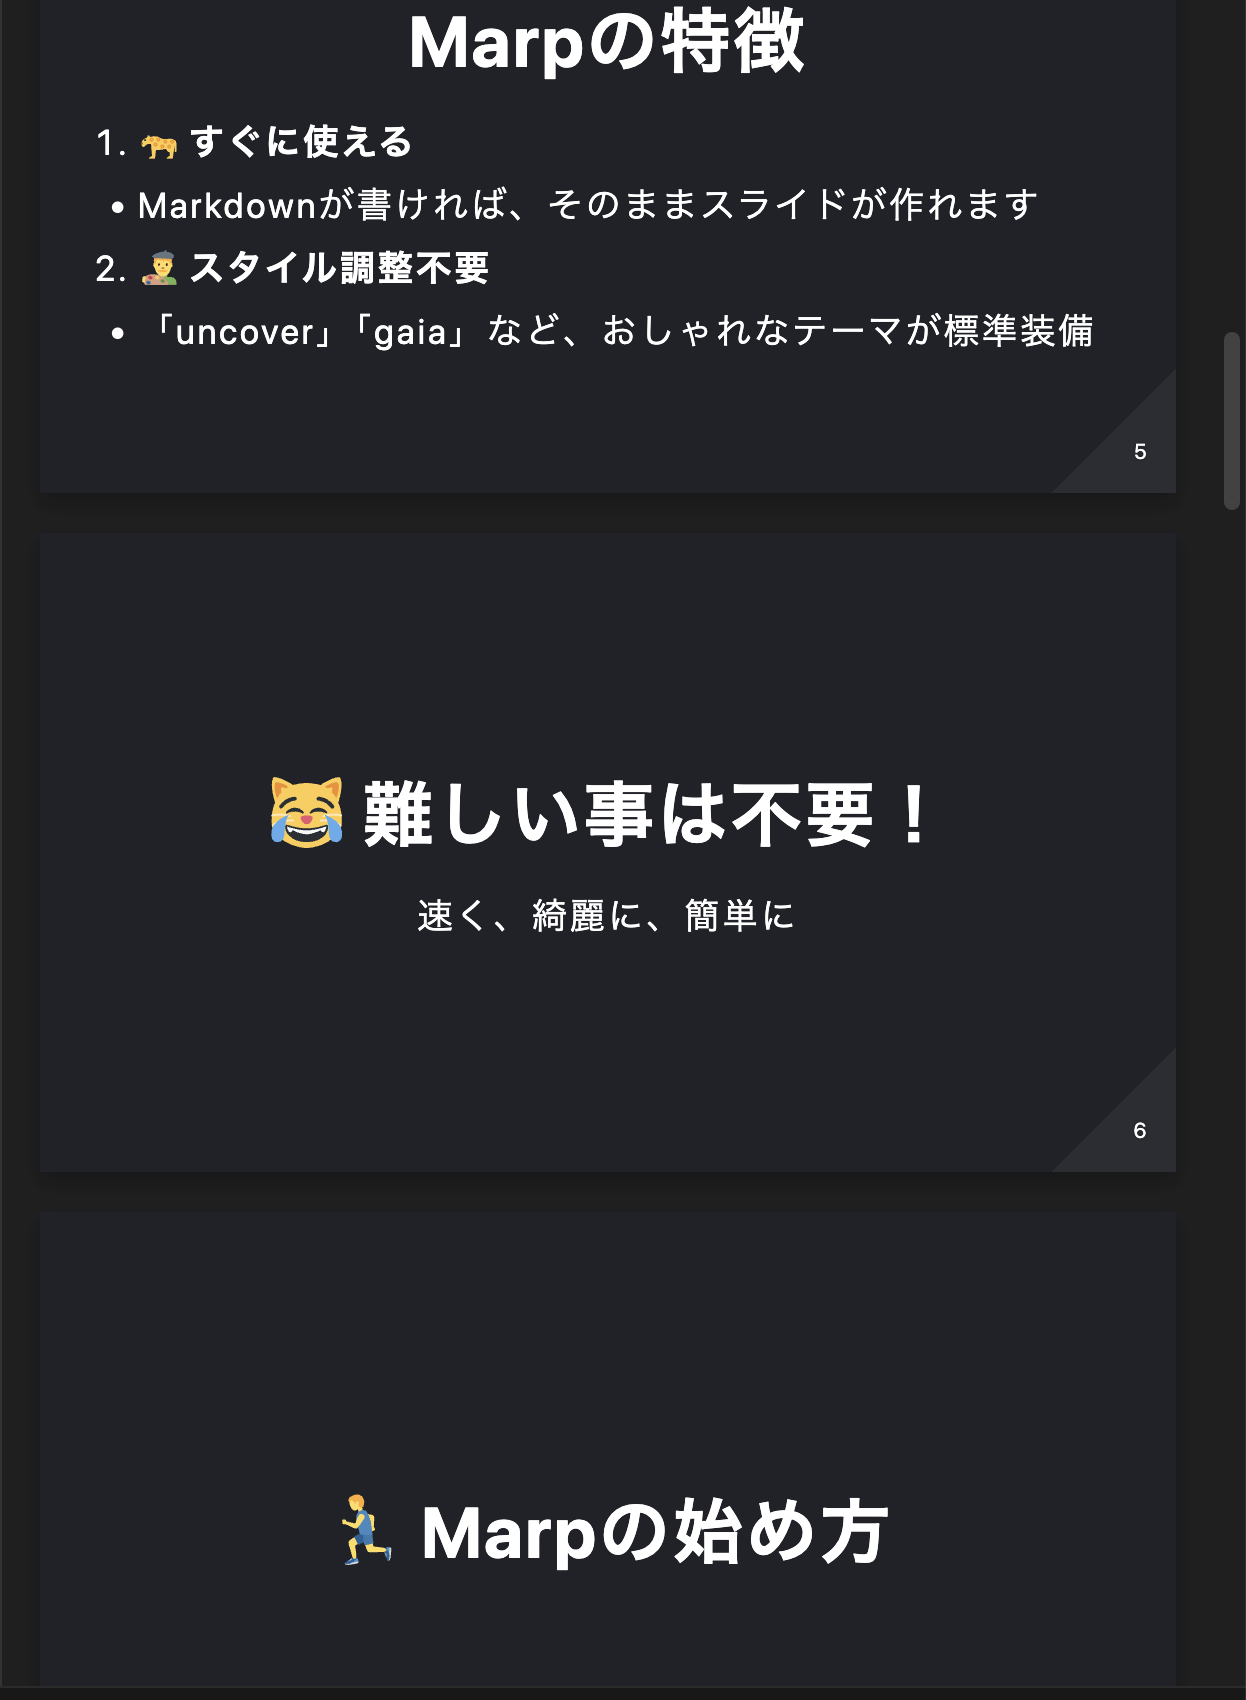 Marpの特徴
1. 🐆 すぐに使える
• Markdownが書ければ、そのままスライドが作れます
2. 👨‍🎨 スタイル調整不要
• 「uncover」「gaia」など、おしゃれなテーマが標準装備
5
😹 難しい事は不要！
速く、綺麗に、簡単に
6
🏃‍♂️ Marpの始め方